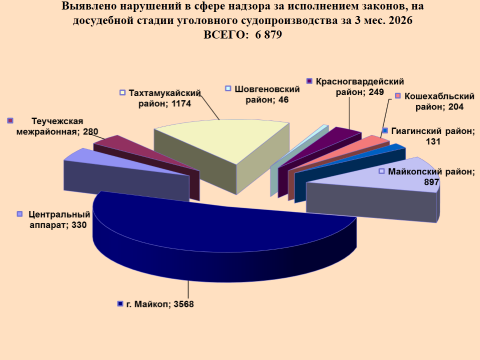 Выявлено нарушений в сфере надзора за исполнением законов, на
досудебной стадии уголовного судопроизводства за 3 мес. 2026
ВСЕГО: 6 879
Тахтамукайский
район; 1174
Шовгеновский
район; 46
Красногвардейский
район; 249
Кошехабльский
район; 204
Гиагинский район;
131
Майкопский район;
897
Теучежская
межрайонная; 280
Центральный
аппарат; 330
г. Майкоп; 3568